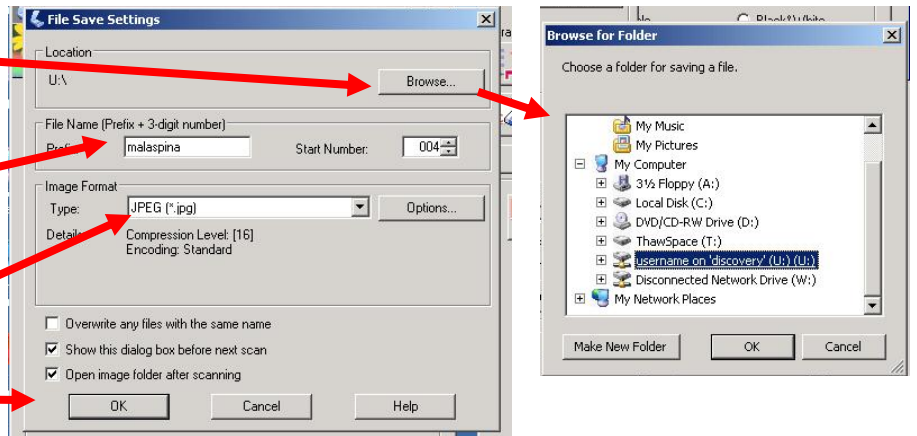 File Save Settings
Location
U:\
Browse...
File Name (Prefix + 3-digit number)
malaspina
Start Number:
004
Image Format
Type:
JPEG (*.jpg)
Options...
Compression Level: [16]
Encoding: Standard
Overwrite any files with the same name
Show this dialog box before next scan
Open image folder after scanning
OK
Cancel
Help
Browse for Folder
Choose a folder for saving a file.
My Music
My Pictures
My Computer
3½ Floppy (A:)
Local Disk (C:)
DVD/CD-RW Drive (D:)
ThawSpace (T:)
username on 'discovery' (U:) (U:)
Disconnected Network Drive (W:)
My Network Places
Make New Folder
OK
Cancel